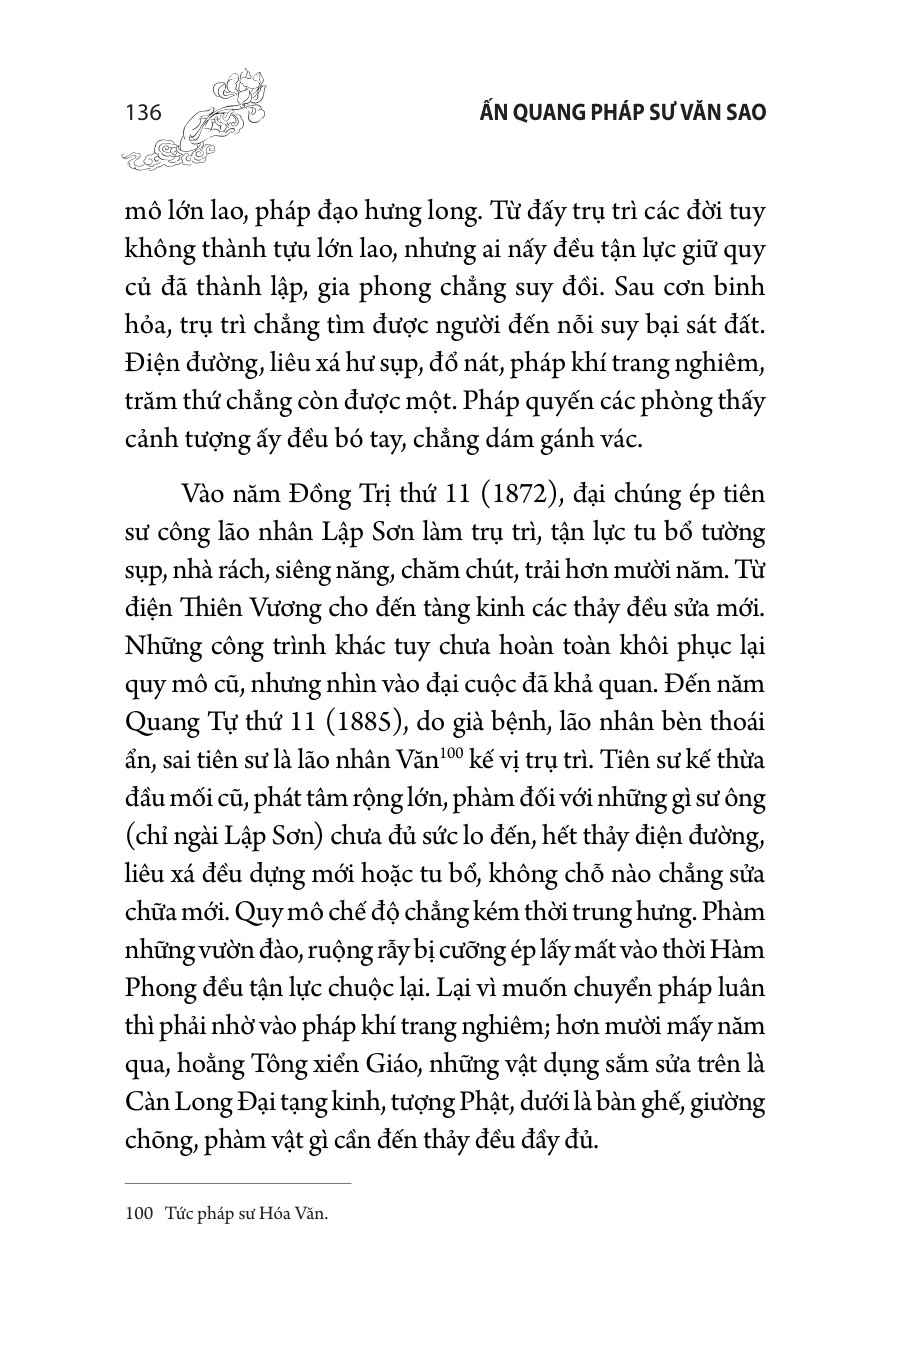 136
ẤN QUANG PHÁP SƯ VĂN SAO
mô lớn lao, pháp đạo hưng long. Từ đấy trụ trì các đời tuy
không thành tựu lớn lao, nhưng ai nấy đều tận lực giữ quy
củ đã thành lập, gia phong chẳng suy đồi. Sau cơn binh
hỏa, trụ trì chẳng tìm được người đến nỗi suy bại sát đất.
Điện đường, liêu xá hư sụp, đổ nát, pháp khí trang nghiêm,
trăm thứ chẳng còn được một. Pháp quyến các phòng thấy
cảnh tượng ấy đều bó tay, chẳng dám gánh vác.
Vào năm Đồng Trị thứ 11 (1872), đại chúng ép tiên
sư công lão nhân Lập Sơn làm trụ trì, tận lực tu bổ tường
sụp, nhà rách, siêng năng, chăm chút, trải hơn mười năm. Từ
điện Thiên Vương cho đến tàng kinh các thảy đều sửa mới.
Những công trình khác tuy chưa hoàn toàn khôi phục lại
quy mô cũ, nhưng nhìn vào đại cuộc đã khả quan. Đến năm
Quang Tự thứ 11 (1885), do già bệnh, lão nhân bèn thoái
ẩn, sai tiên sư là lão nhân Văn100 kế vị trụ trì. Tiên sư kế thừa
đầu mối cũ, phát tâm rộng lớn, phàm đối với những gì sư ông
(chỉ ngài Lập Sơn) chưa đủ sức lo đến, hết thảy điện đường,
liêu xá đều dựng mới hoặc tu bổ, không chỗ nào chẳng sửa
chữa mới. Quy mô chế độ chẳng kém thời trung hưng. Phàm
những vườn đào, ruộng rẫy bị cưỡng ép lấy mất vào thời Hàm
Phong đều tận lực chuộc lại. Lại vì muốn chuyển pháp luân
thì phải nhờ vào pháp khí trang nghiêm; hơn mười mấy năm
qua, hoằng Tông xiển Giáo, những vật dụng sắm sửa trên là
Càn Long Đại tạng kinh, tượng Phật, dưới là bàn ghế, giường
chõng, phàm vật gì cần đến thảy đều đầy đủ.
100 Tức pháp sư Hóa Văn.